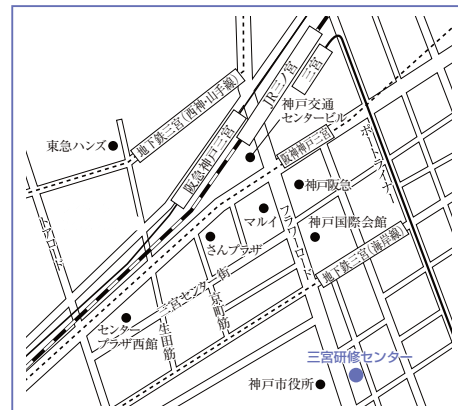 三宮
JR三ノ宮
地下鉄三宮(西神・山手線)
神戸交通
センタービル
東急ハンズ
阪急神戸三宮
阪神神戸三宮
ポートライナー
神戸阪急
マルイ
トアロード
さんプラザ
フラワーロード
神戸国際会館
地下鉄三宮(海岸線)
三宮センター街
京町筋
生田筋
センター
プラザ西館
三宮研修センター
神戸市役所